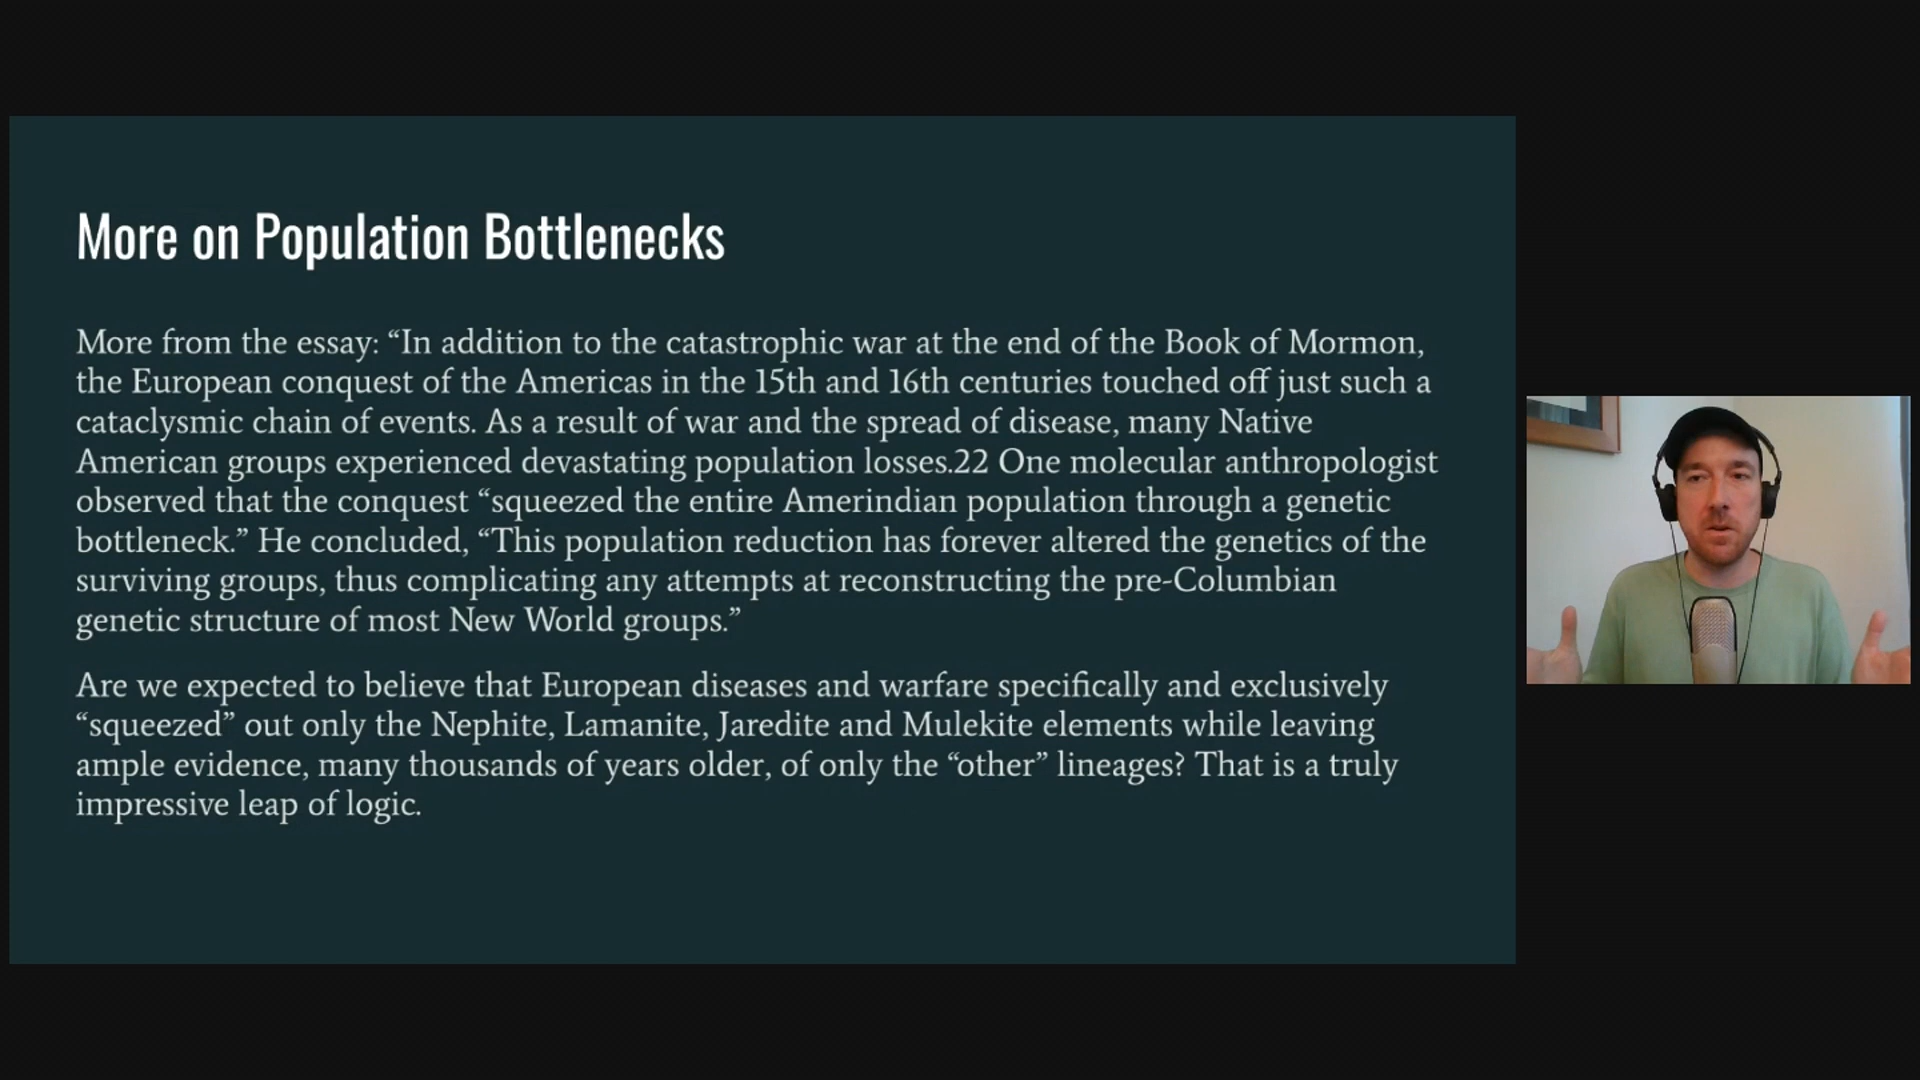 More on Population Bottlenecks
More from the essay: “In addition to the catastrophic war at the end of the Book of Mormon,
the European conquest of the Americas in the 15th and 16th centuries touched off just such a
cataclysmic chain of events. As a result of war and the spread of disease, many Native
American groups experienced devastating population losses.22 One molecular anthropologist
observed that the conquest “squeezed the entire Amerindian population through a genetic
bottleneck.” He concluded, “This population reduction has forever altered the genetics of the
surviving groups, thus complicating any attempts at reconstructing the pre-Columbian
genetic structure of most New World groups.”
Are we expected to believe that European diseases and warfare specifically and exclusively
“squeezed” out only the Nephite, Lamanite, Jaredite and Mulekite elements while leaving
ample evidence, many thousands of years older, of only the “other” lineages? That is a truly
impressive leap of logic.